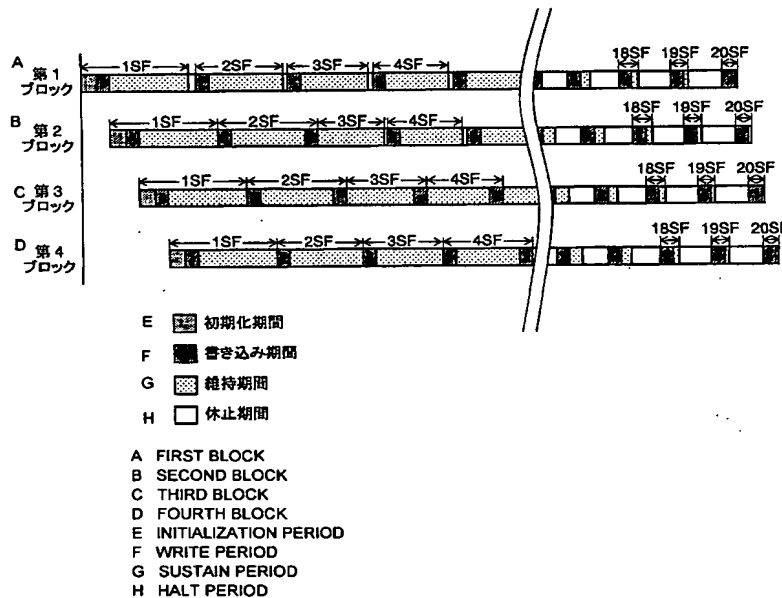 1SF 2SF 3SF 4SF 18SF 19SF 20SF
A 第1
ブロック
1SF 2SF 3SF 4SF 18SF 19SF 20SF
B 第2
ブロック
1SF 2SF 3SF 4SF 18SF 19SF 20SF
C 第3
ブロック
1SF 2SF 3SF 4SF 18SF 19SF 20SF
D 第4
ブロック
E 初期化期間
F 書き込み期間
G 維持期間
H 休止期間
A FIRST BLOCK
B SECOND BLOCK
C THIRD BLOCK
D FOURTH BLOCK
E INITIALIZATION PERIOD
F WRITE PERIOD
G SUSTAIN PERIOD
H HALT PERIOD